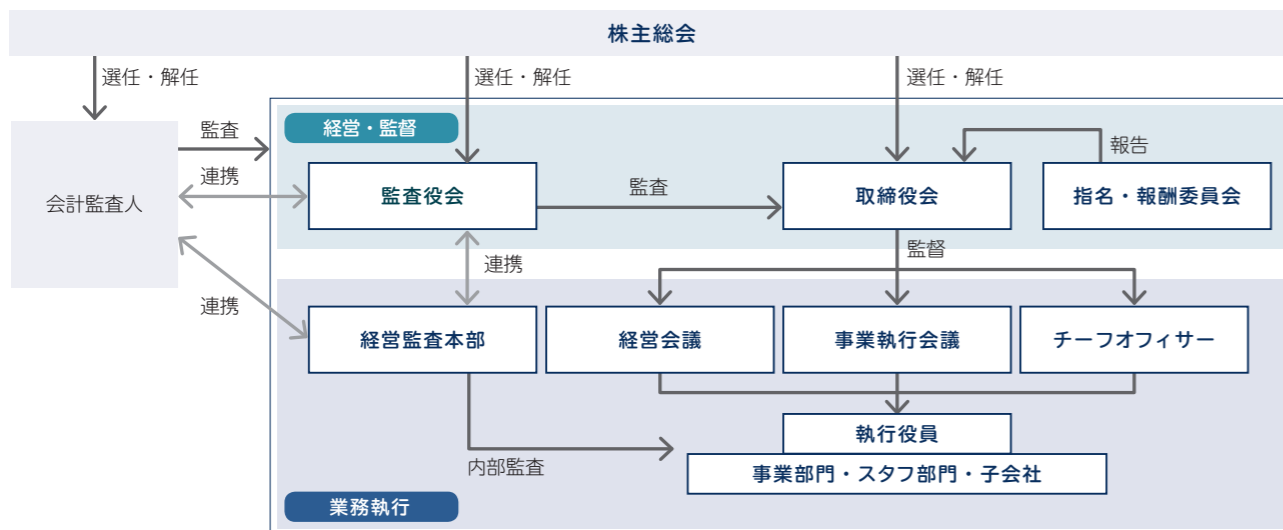 株主総会
選任・解任
選任・解任
選任・解任
経営・監督
監査
報告
連携
会計監査人
監査役会
監査
取締役会
指名・報酬委員会
監督
連携
連携
経営監査本部
経営会議
事業執行会議
チーフオフィサー
執行役員
内部監査
事業部門・スタフ部門・子会社
業務執行